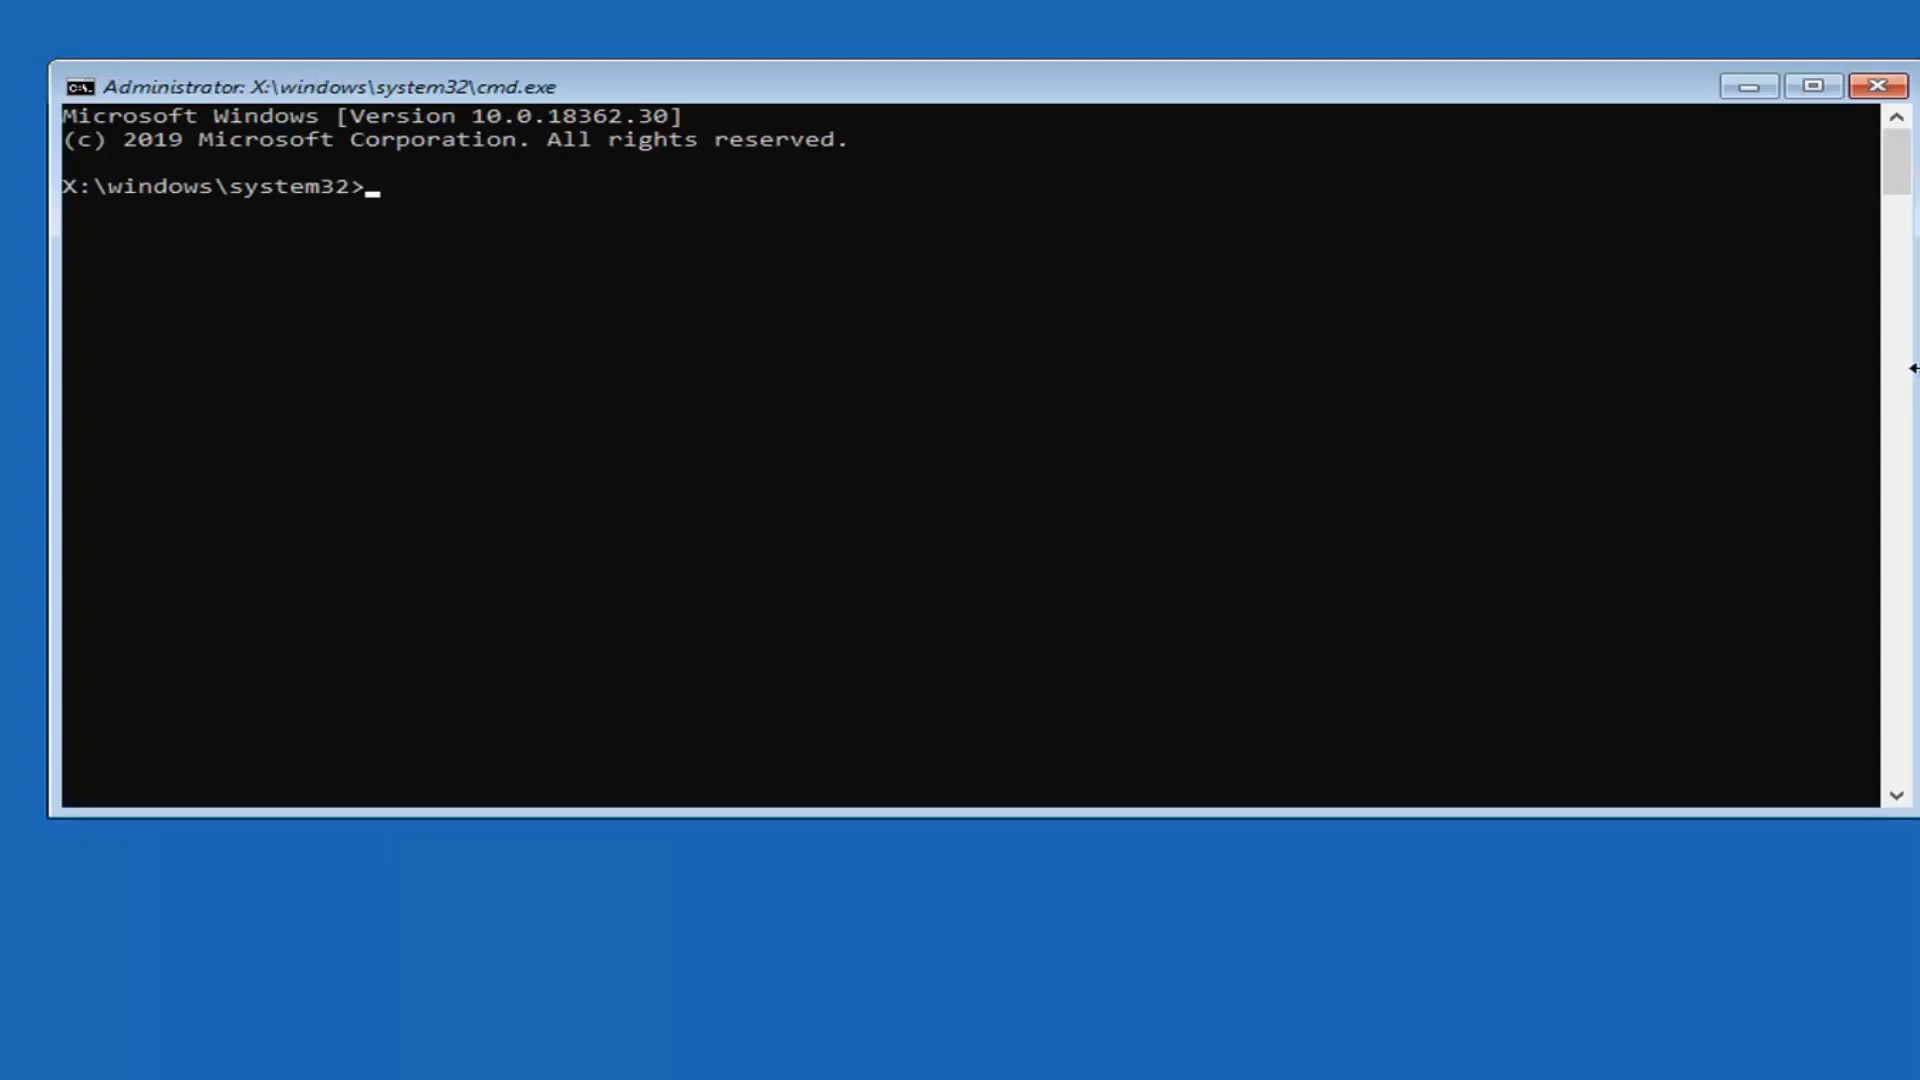 Administrator: X:\windows\system32\cmd.exe
Microsoft Windows [Version 10.0.18362.30]
(c) 2019 Microsoft Corporation. All rights reserved.
X:\windows\system32>